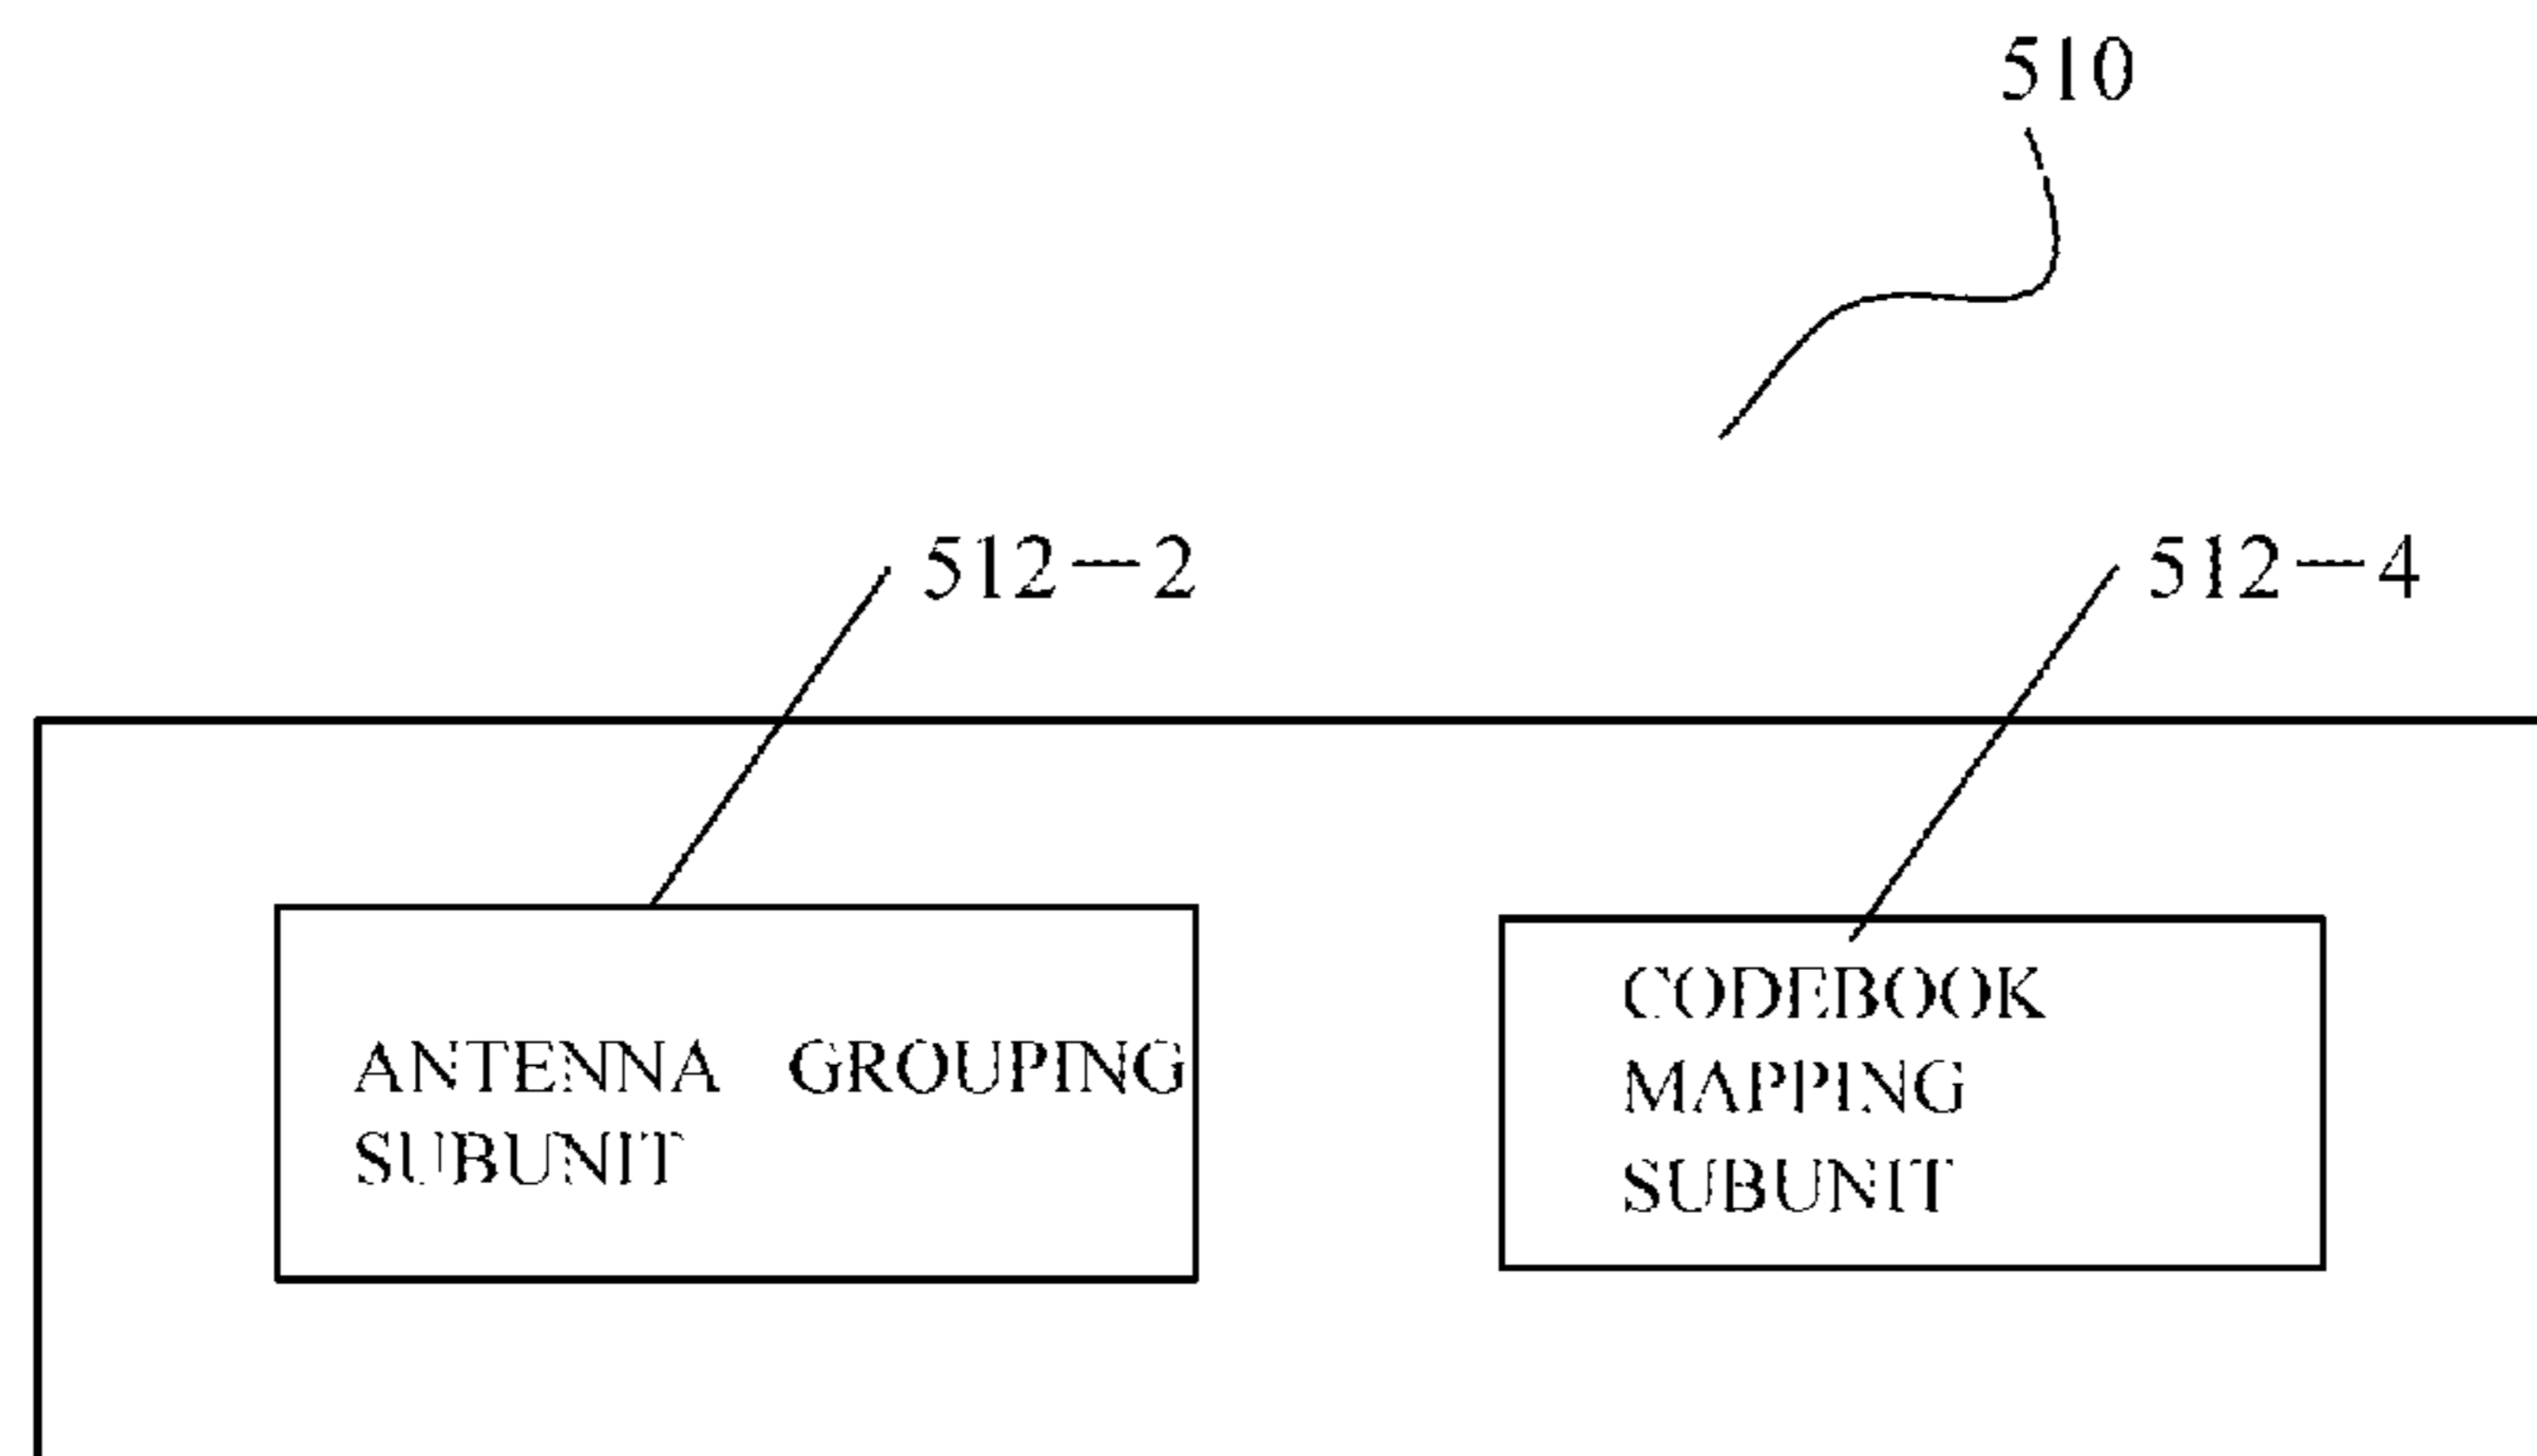 510
512-2
512-4
ANTENNA GROUPING
SUBUNIT
CODEBOOK
MAPPING
SUBUNIT